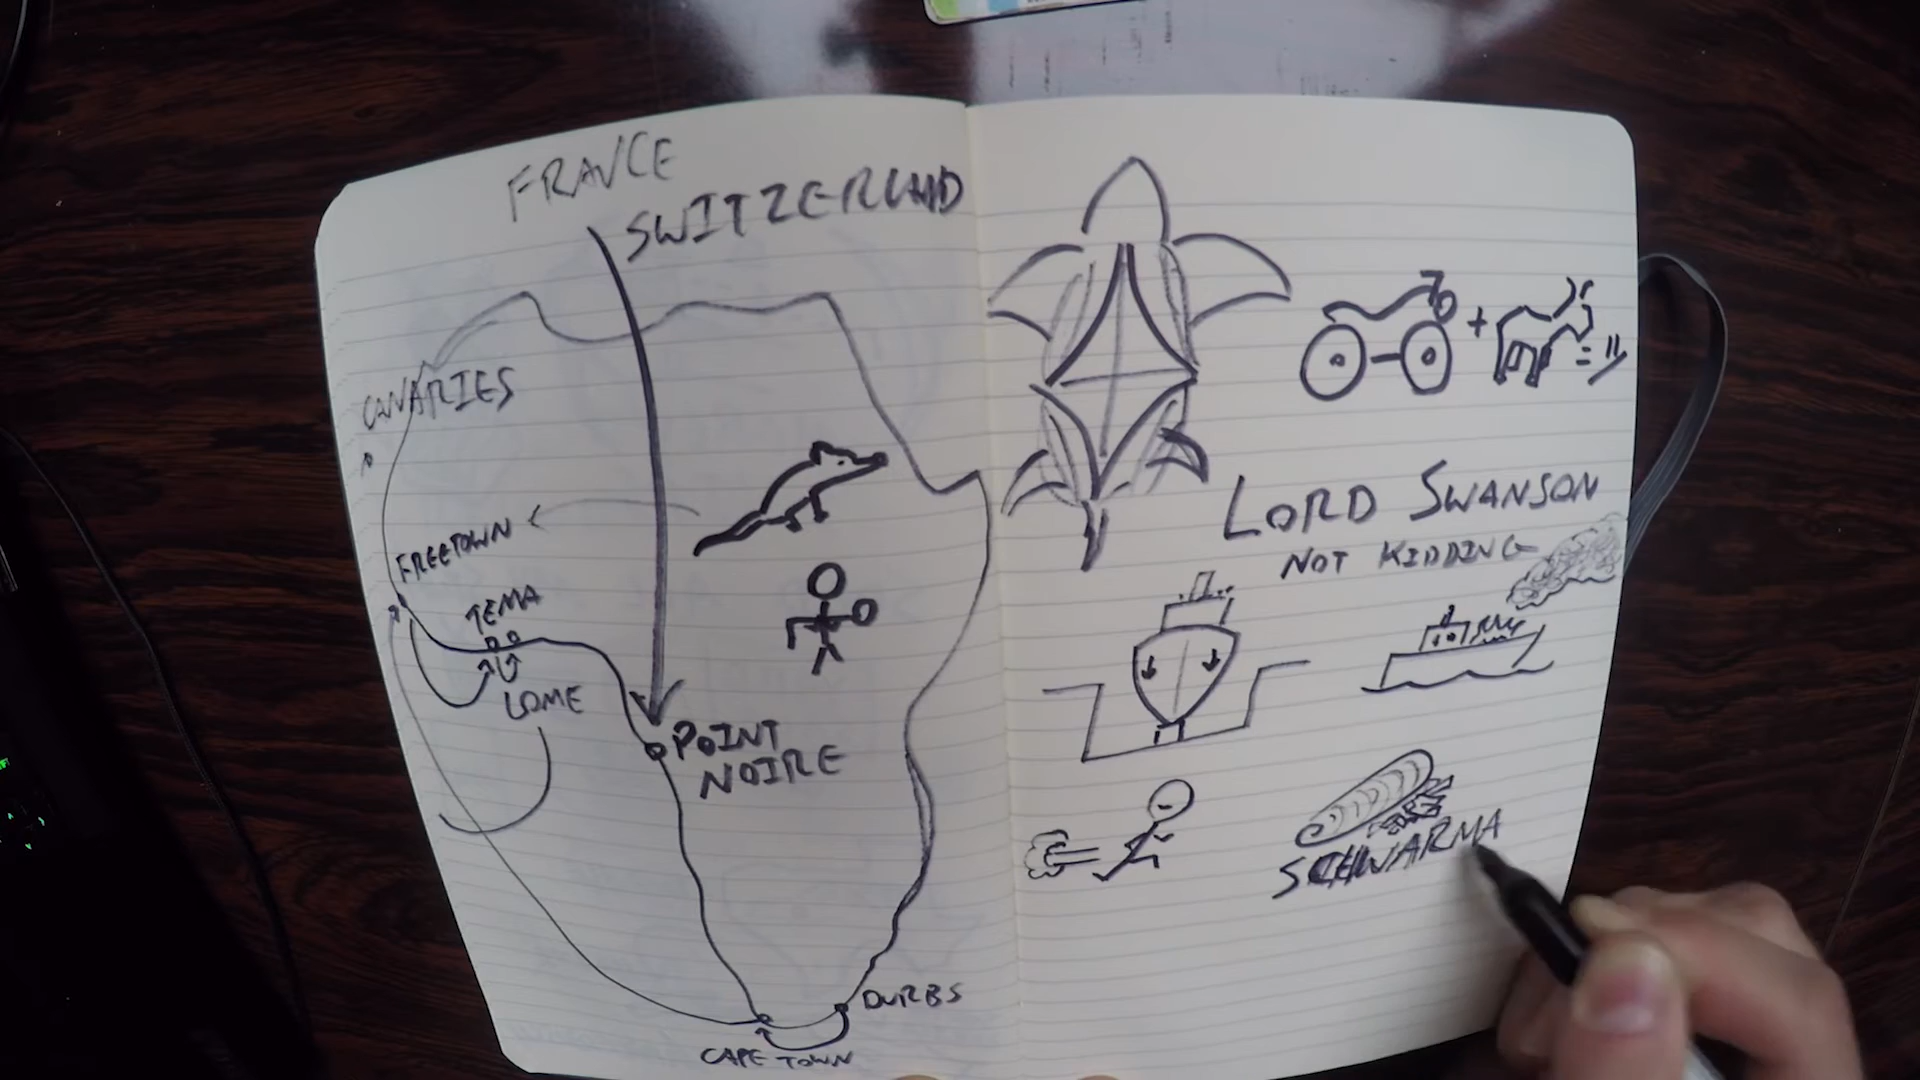 FRANCE
SWITZERLAND
CANARIES
FREETOWN
TEMA
LOME
POINT
NOIRE
DURBS
CAPE TOWN
+
=
LORD SWANSON
NOT KIDDING
SCHWARMA